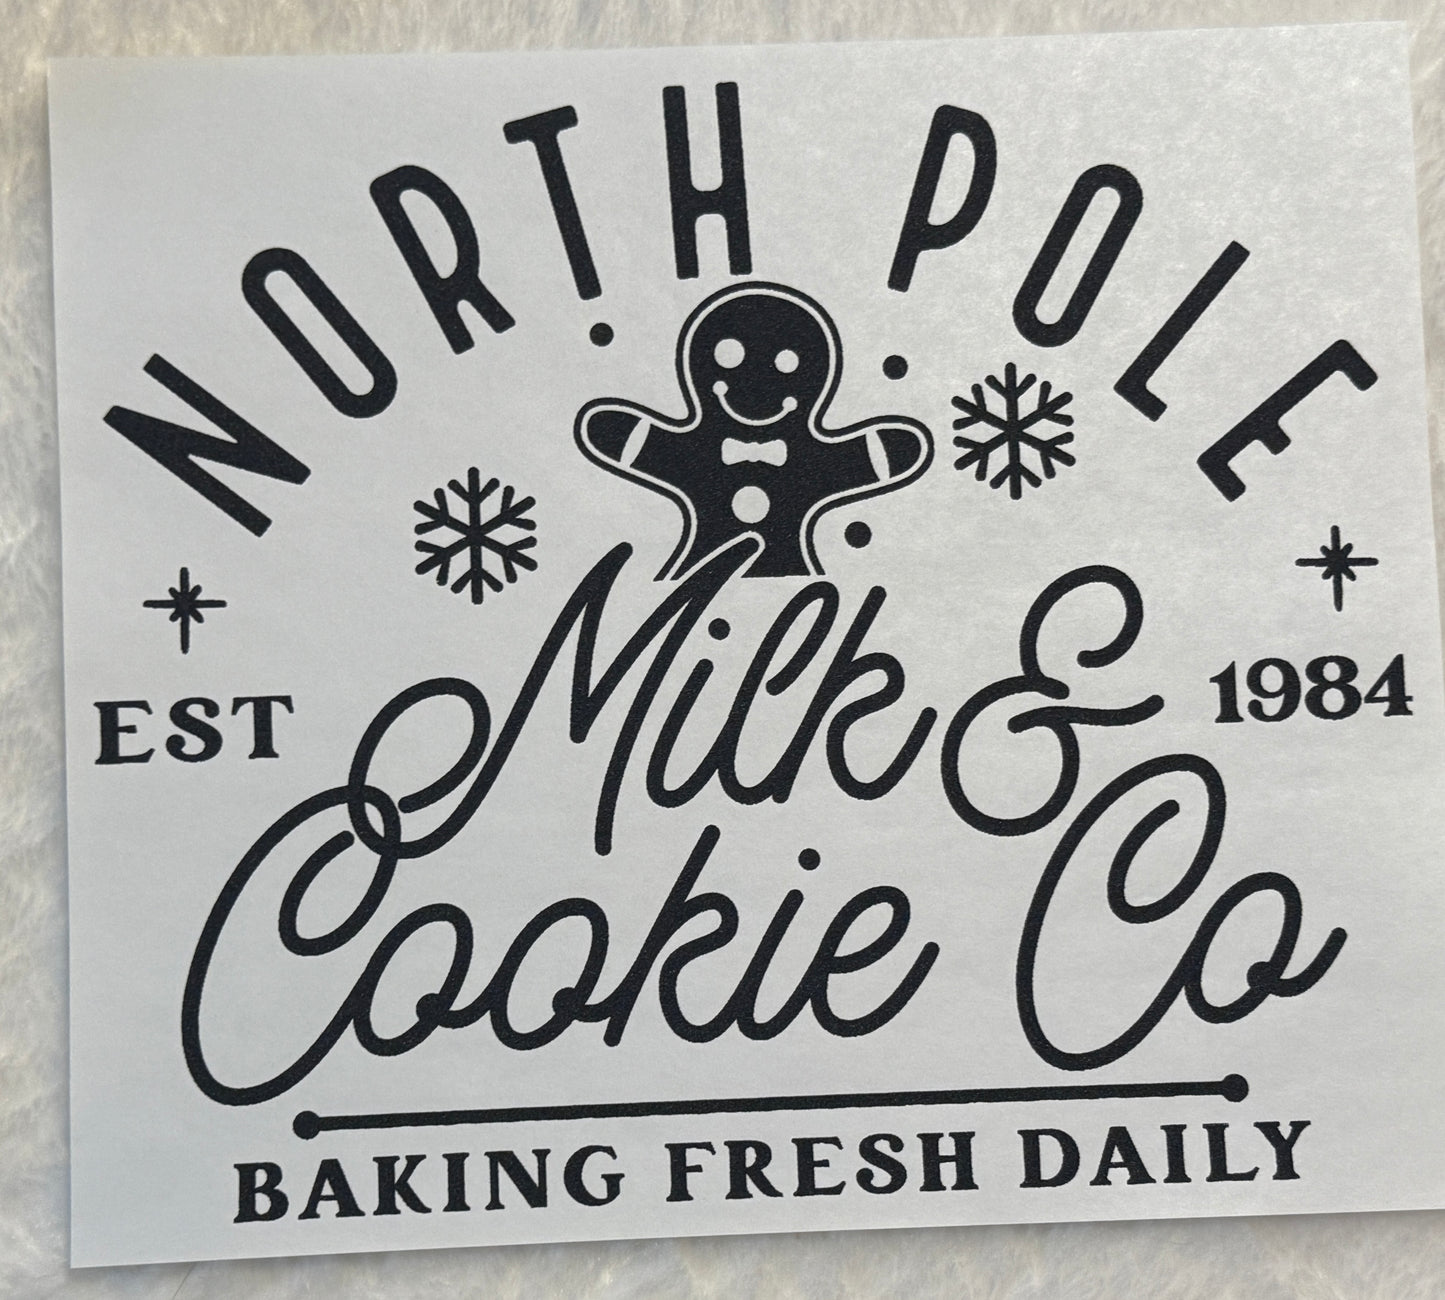 NORTH POLE
Milk &
EST
1984
Cookie Co
BAKING FRESH DAILY